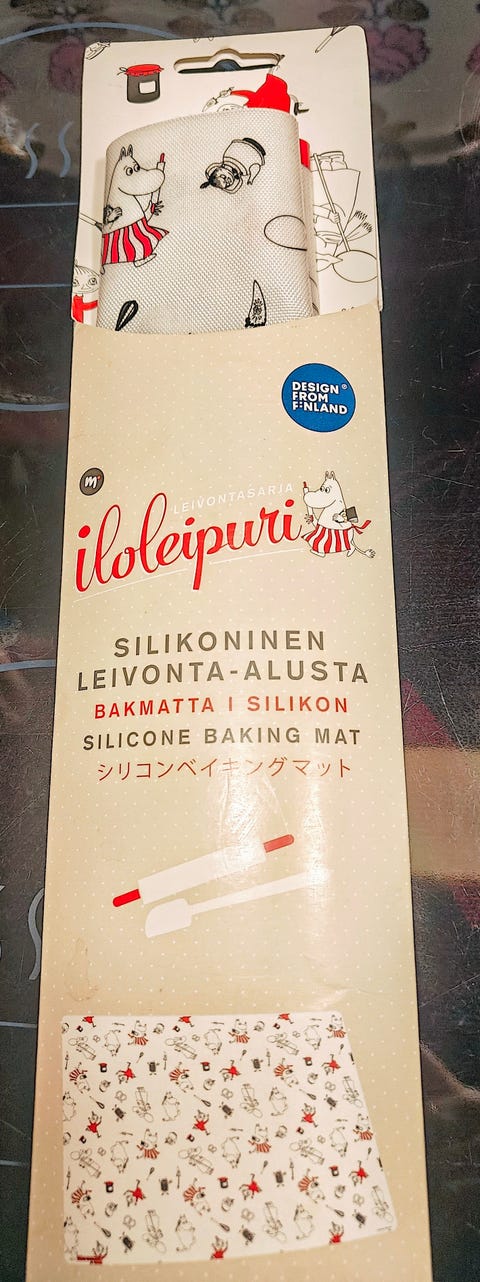 DESIGN
FROM
FINLAND
m
LEIVONTASARJA
iloleipuri
SILIKONINEN
LEIVONTA-ALUSTA
BAKMATTA I SILIKON
SILICONE BAKING MAT
シリコンベイキングマット